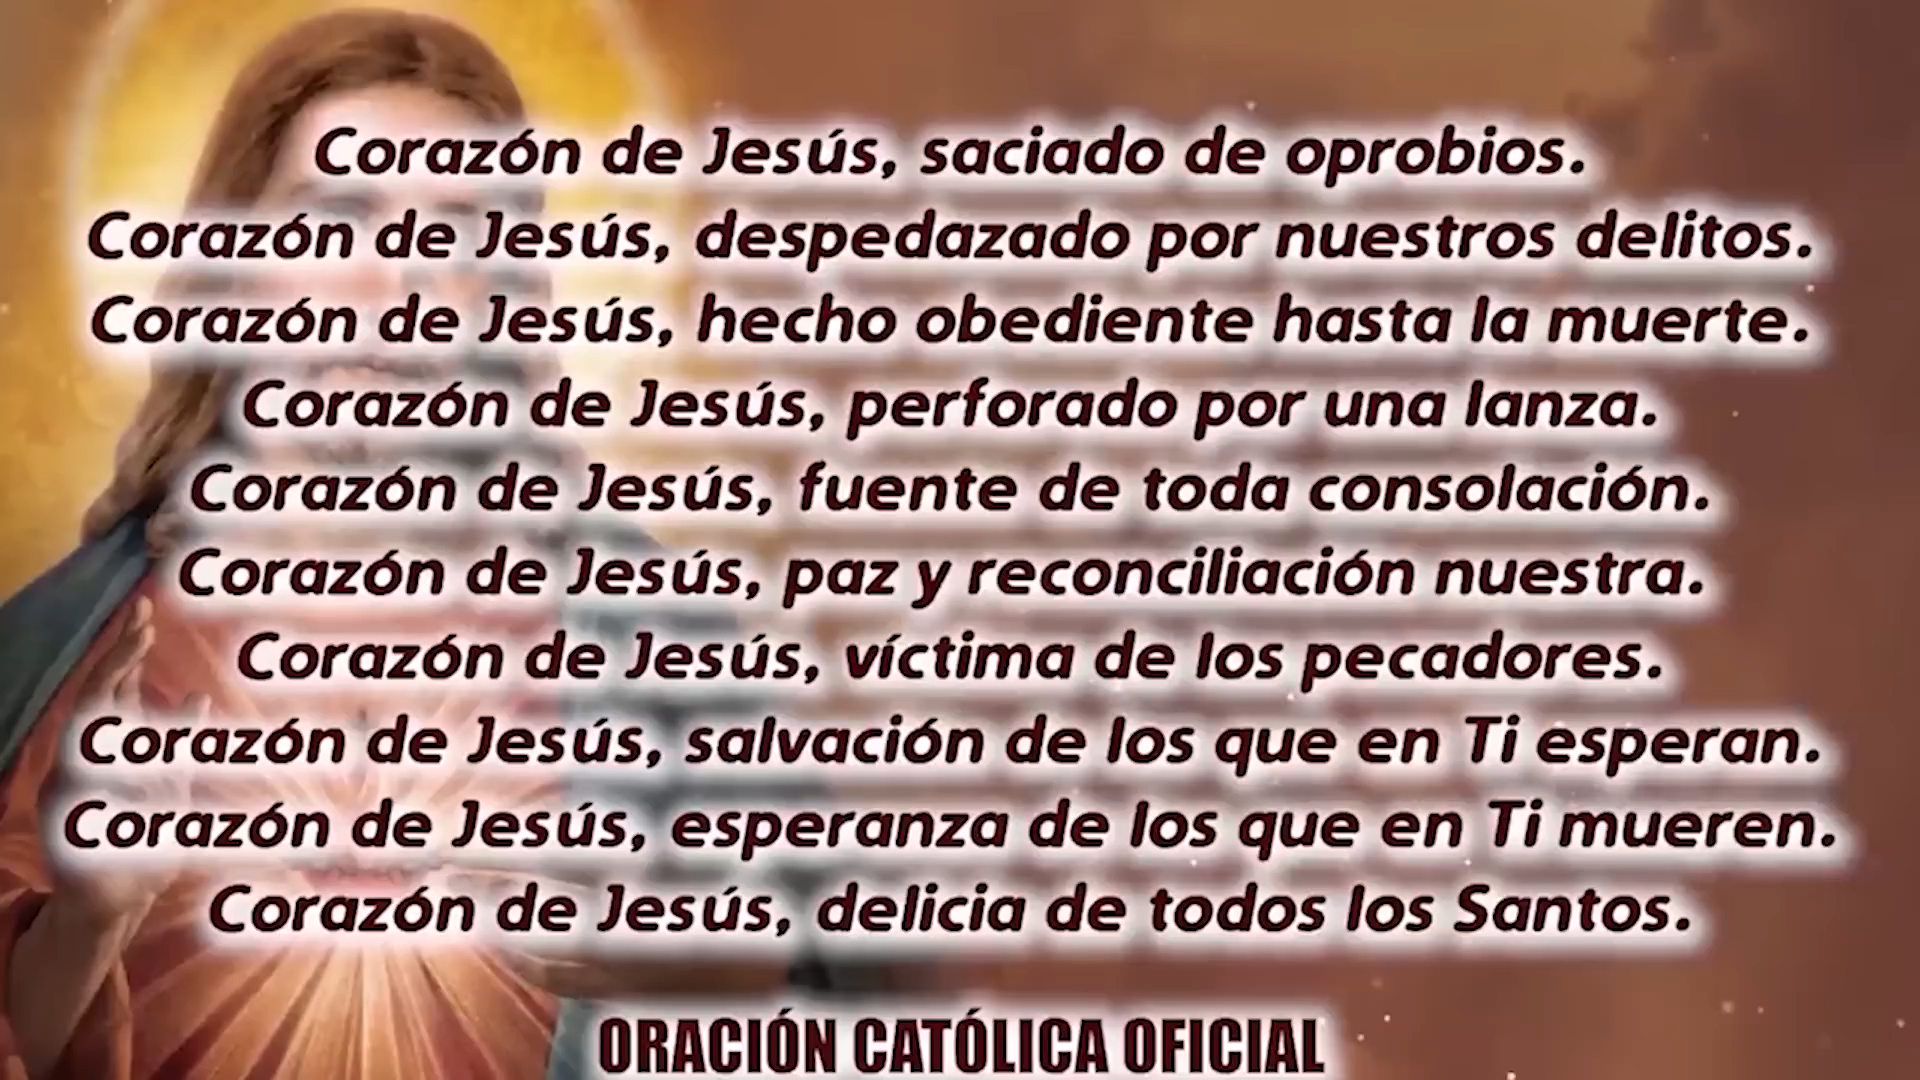 Corazón de Jesús, saciado de oprobios.
Corazón de Jesús, despedazado por nuestros delitos.
Corazón de Jesús, hecho obediente hasta la muerte.
Corazón de Jesús, perforado por una lanza.
Corazón de Jesús, fuente de toda consolación.
Corazón de Jesús, paz y reconciliación nuestra.
Corazón de Jesús, víctima de los pecadores.
Corazón de Jesús, salvación de los que en Ti esperan.
Corazón de Jesús, esperanza de los que en Ti mueren.
Corazón de Jesús, delicia de todos los Santos.
ORACIÓN CATÓLICA OFICIAL